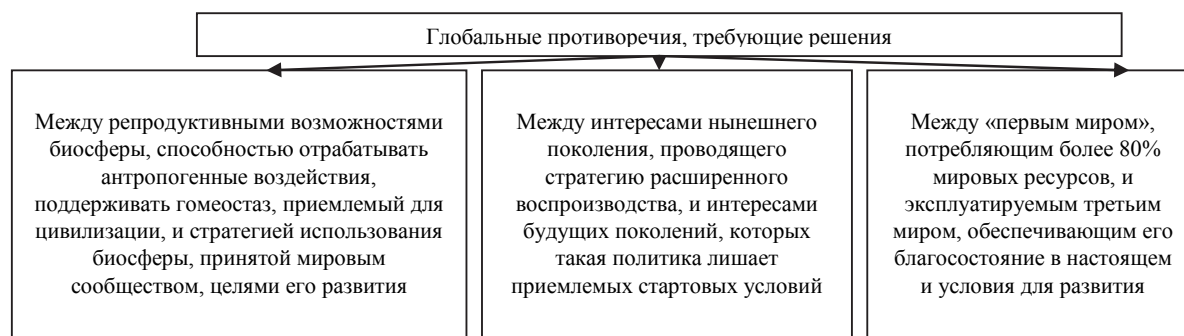 Глобальные противоречия, требующие решения
Между репродуктивными возможностями
биосферы, способностью отрабатывать
антропогенные воздействия,
поддерживать гомеостаз, приемлемый для
цивилизации, и стратегией использования
биосферы, принятой мировым
сообществом, целями его развития
Между интересами нынешнего
поколения, проводящего
стратегию расширенного
воспроизводства, и интересами
будущих поколений, которых
такая политика лишает
приемлемых стартовых условий
Между «первым миром»,
потребляющим более 80%
мировых ресурсов, и
эксплуатируемым третьим
миром, обеспечивающим его
благосостояние в настоящем
и условия для развития